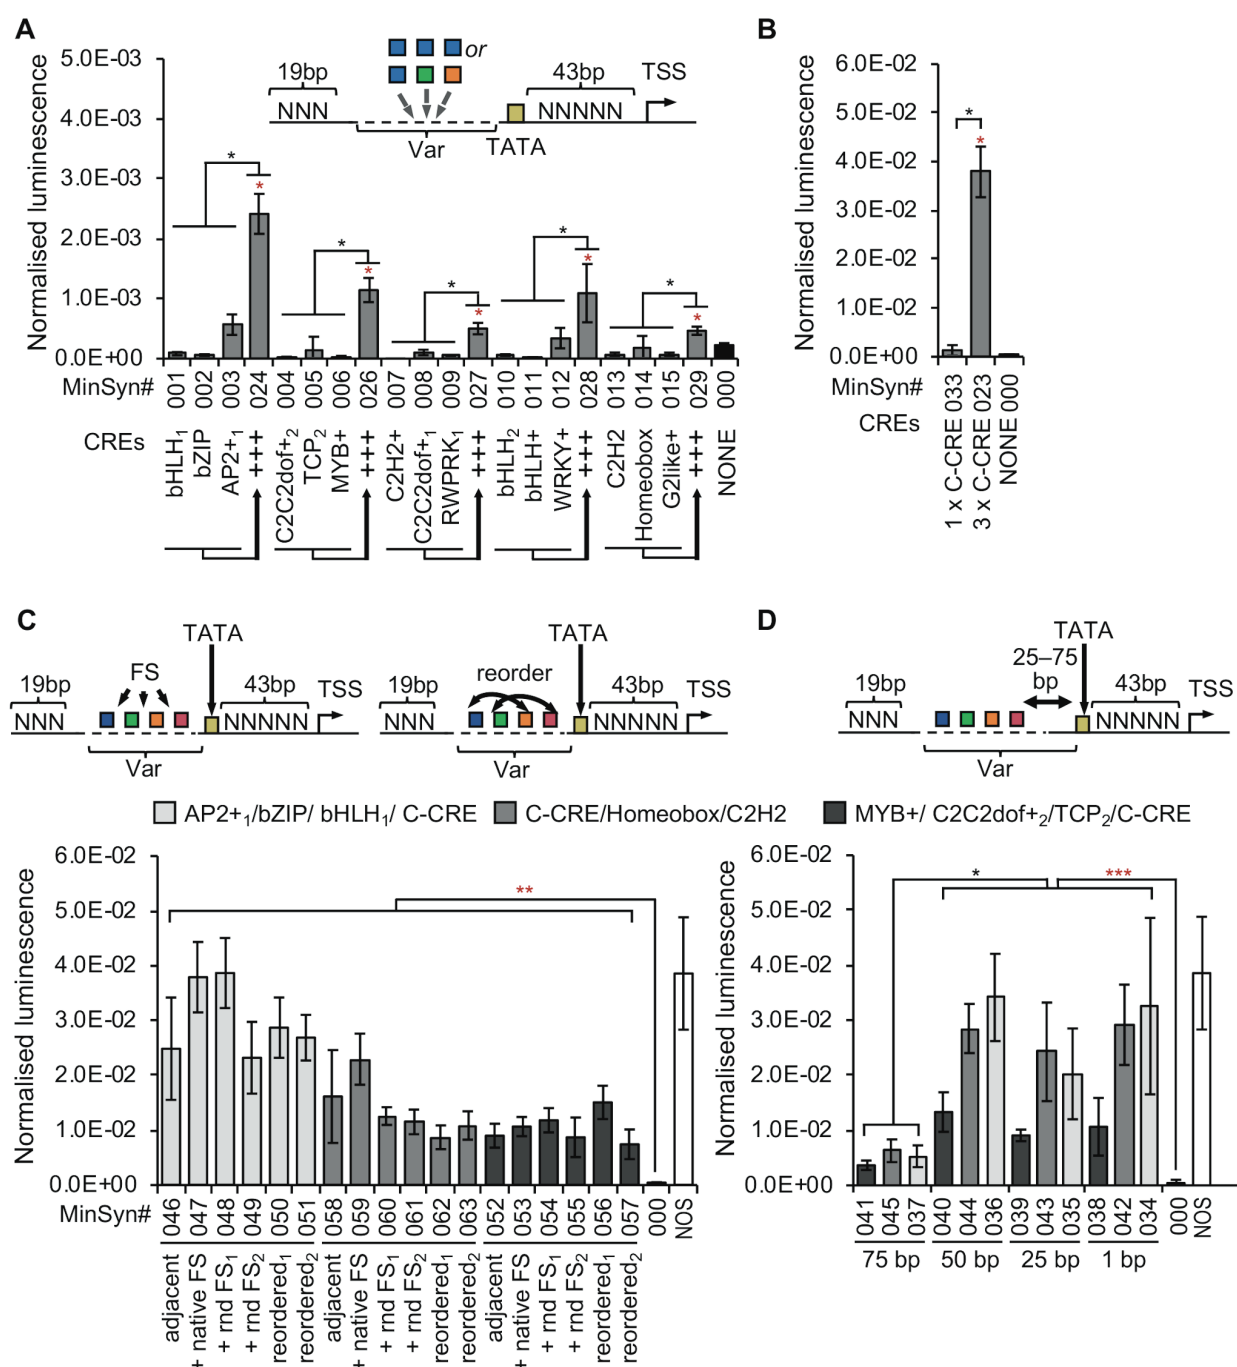 A
Normalised luminescence
5.0E-03
4.0E-03
3.0E-03
2.0E-03
1.0E-03
0.0E+00
or
19bp
NNN
43bp
NNNNN
TSS
Var
TATA
*
*
*
*
*
*
*
*
*
*
MinSyn#
001
002
003
024
004
005
006
026
007
008
009
027
010
011
012
028
013
014
015
029
000
CREs
bHLH1
bZIP
AP2+1
+++
C2C2dof+2
TCP2
MYB+
+++
C2H2+
C2C2dof+1
RWPRK1
+++
bHLH2
bHLH+
WRKY+
+++
C2H2
Homeobox
G2like+
+++
NONE
B
Normalised luminescence
6.0E-02
5.0E-02
4.0E-02
3.0E-02
2.0E-02
1.0E-02
0.0E+00
*
*
MinSyn#
CREs
1 x C-CRE 033
3 x C-CRE 023
NONE 000
C
TATA
FS
19bp
NNN
43bp
NNNNN
TSS
Var
TATA
reorder
19bp
NNN
43bp
NNNNN
TSS
Var
D
TATA
25–75
bp
19bp
NNN
43bp
NNNNN
TSS
Var
AP2+1/bZIP/ bHLH1/ C-CRE
C-CRE/Homeobox/C2H2
MYB+/ C2C2dof+2/TCP2/C-CRE
Normalised luminescence
6.0E-02
5.0E-02
4.0E-02
3.0E-02
2.0E-02
1.0E-02
0.0E+00
**
MinSyn#
046
047
048
049
050
051
058
059
060
061
062
063
052
053
054
055
056
057
000
NOS
adjacent
+ native FS
+ rnd FS1
+ rnd FS2
reordered1
reordered2
adjacent
+ native FS
+ rnd FS1
+ rnd FS2
reordered1
reordered2
adjacent
+ native FS
+ rnd FS1
+ rnd FS2
reordered1
reordered2
Normalised luminescence
6.0E-02
5.0E-02
4.0E-02
3.0E-02
2.0E-02
1.0E-02
0.0E+00
*
***
041
045
037
040
044
036
039
043
035
038
042
034
000
NOS
75 bp
50 bp
25 bp
1 bp